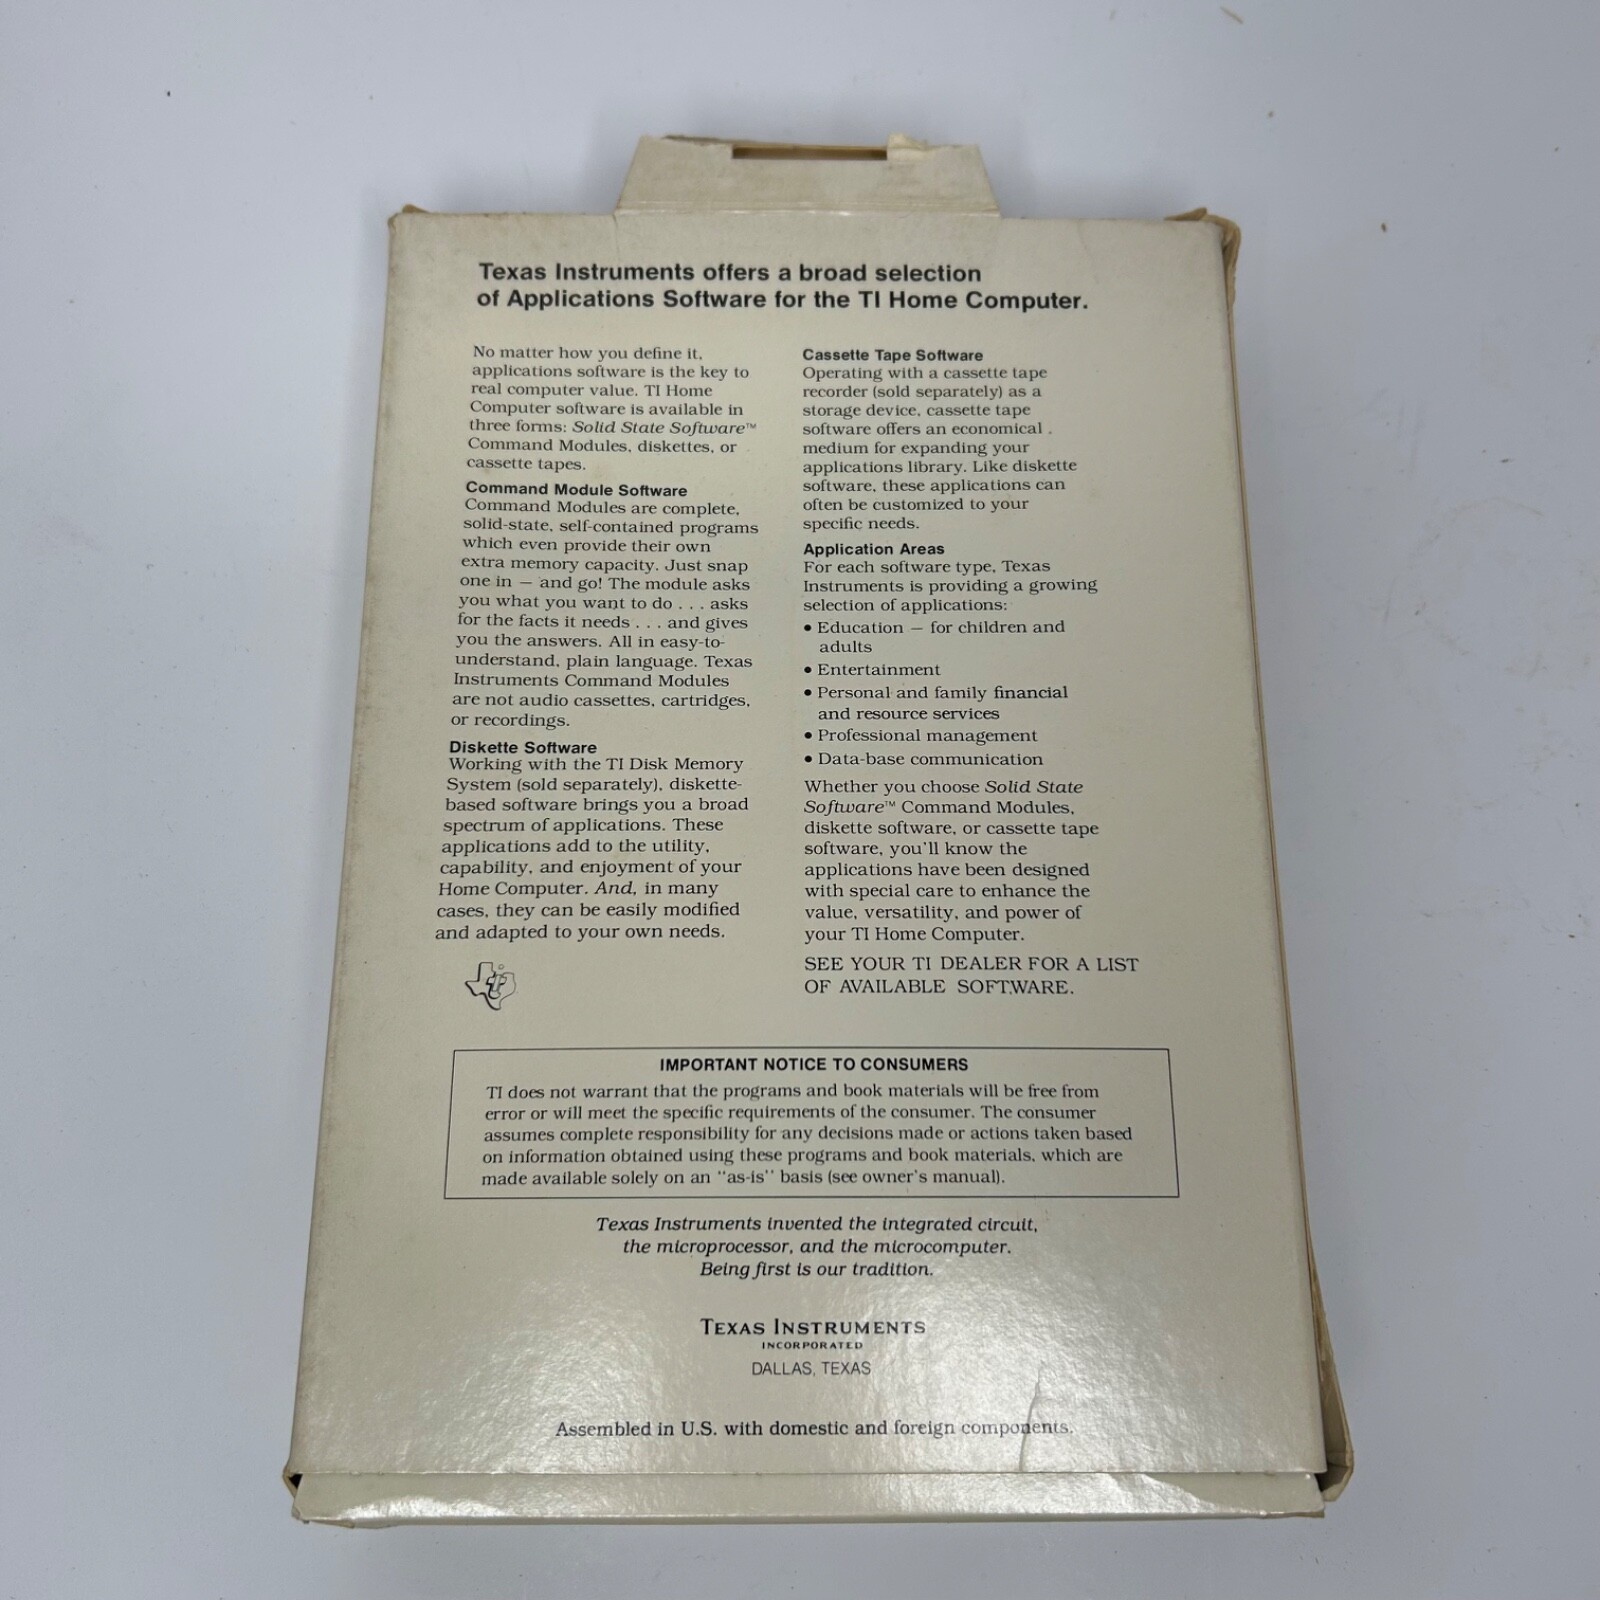 Texas Instruments offers a broad selection
of Applications Software for the TI Home Computer.
No matter how you define it,
applications software is the key to
real computer value. TI Home
Computer software is available in
three forms: Solid State Software™
Command Modules, diskettes, or
cassette tapes.
Command Module Software
Command Modules are complete,
solid-state, self-contained programs
which even provide their own
extra memory capacity. Just snap
one in — and go! The module asks
you what you want to do . . . asks
for the facts it needs . . . and gives
you the answers. All in easy-to-
understand, plain language. Texas
Instruments Command Modules
are not audio cassettes, cartridges,
or recordings.
Diskette Software
Working with the TI Disk Memory
System (sold separately), diskette-
based software brings you a broad
spectrum of applications. These
applications add to the utility,
capability, and enjoyment of your
Home Computer. And, in many
cases, they can be easily modified
and adapted to your own needs.
Cassette Tape Software
Operating with a cassette tape
recorder (sold separately) as a
storage device, cassette tape
software offers an economical
medium for expanding your
applications library. Like diskette
software, these applications can
often be customized to your
specific needs.
Application Areas
For each software type, Texas
Instruments is providing a growing
selection of applications:
• Education — for children and
adults
• Entertainment
• Personal and family financial
and resource services
• Professional management
• Data-base communication
Whether you choose Solid State
Software™ Command Modules,
diskette software, or cassette tape
software, you'll know the
applications have been designed
with special care to enhance the
value, versatility, and power of
your TI Home Computer.
SEE YOUR TI DEALER FOR A LIST
OF AVAILABLE SOFTWARE.
IMPORTANT NOTICE TO CONSUMERS
TI does not warrant that the programs and book materials will be free from
error or will meet the specific requirements of the consumer. The consumer
assumes complete responsibility for any decisions made or actions taken based
on information obtained using these programs and book materials, which are
made available solely on an "as-is" basis (see owner's manual).
Texas Instruments invented the integrated circuit,
the microprocessor, and the microcomputer.
Being first is our tradition.
TEXAS INSTRUMENTS
INCORPORATED
DALLAS, TEXAS
Assembled in U.S. with domestic and foreign components.